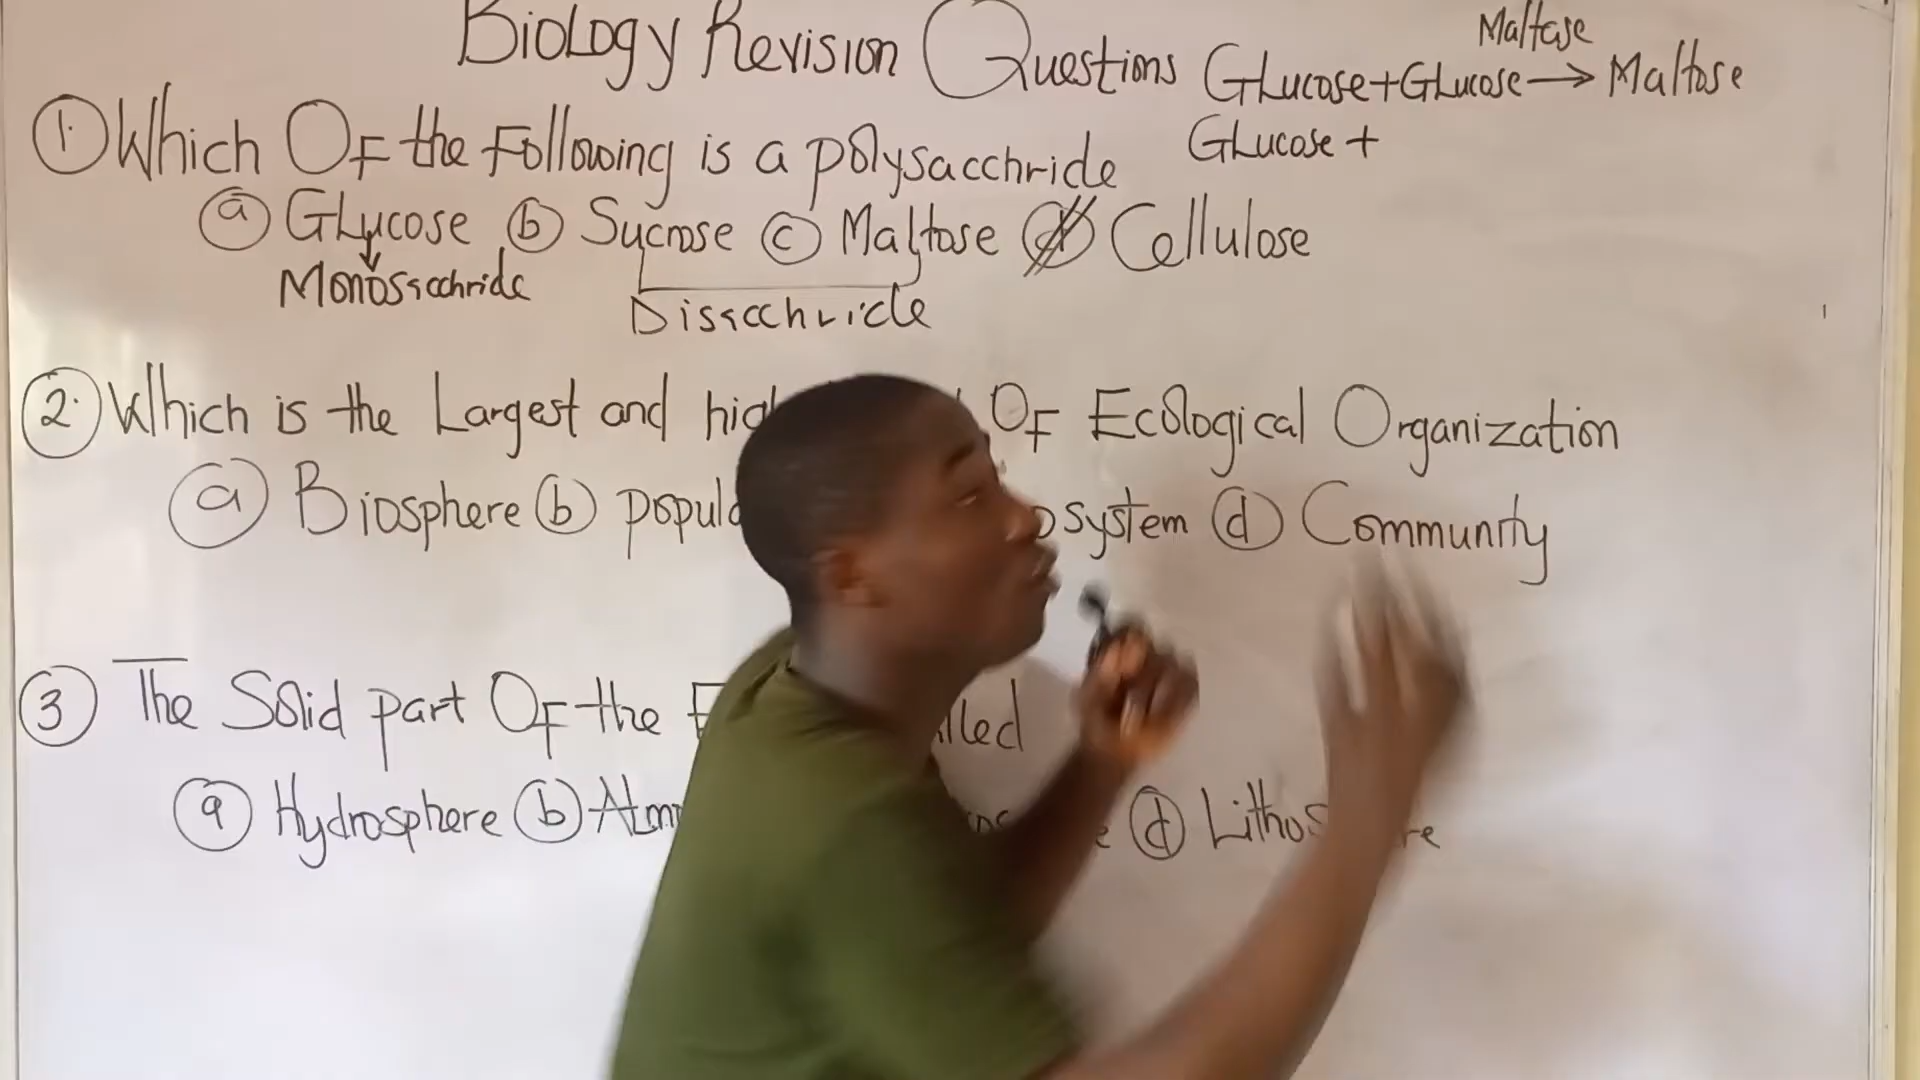 Biology Revision Questions
Maltase
Glucose+Glucose → Maltose
Glucose +
1. Which Of the Following is a polysacchride
a Glucose b Sucrose c Maltose d Cellulose
Monosacchride
Disacchride
2. Which is the Largest and Of Ecological Organization
a Biosphere b d Community
3 The Solid part Of the
a Hydrosphere b d